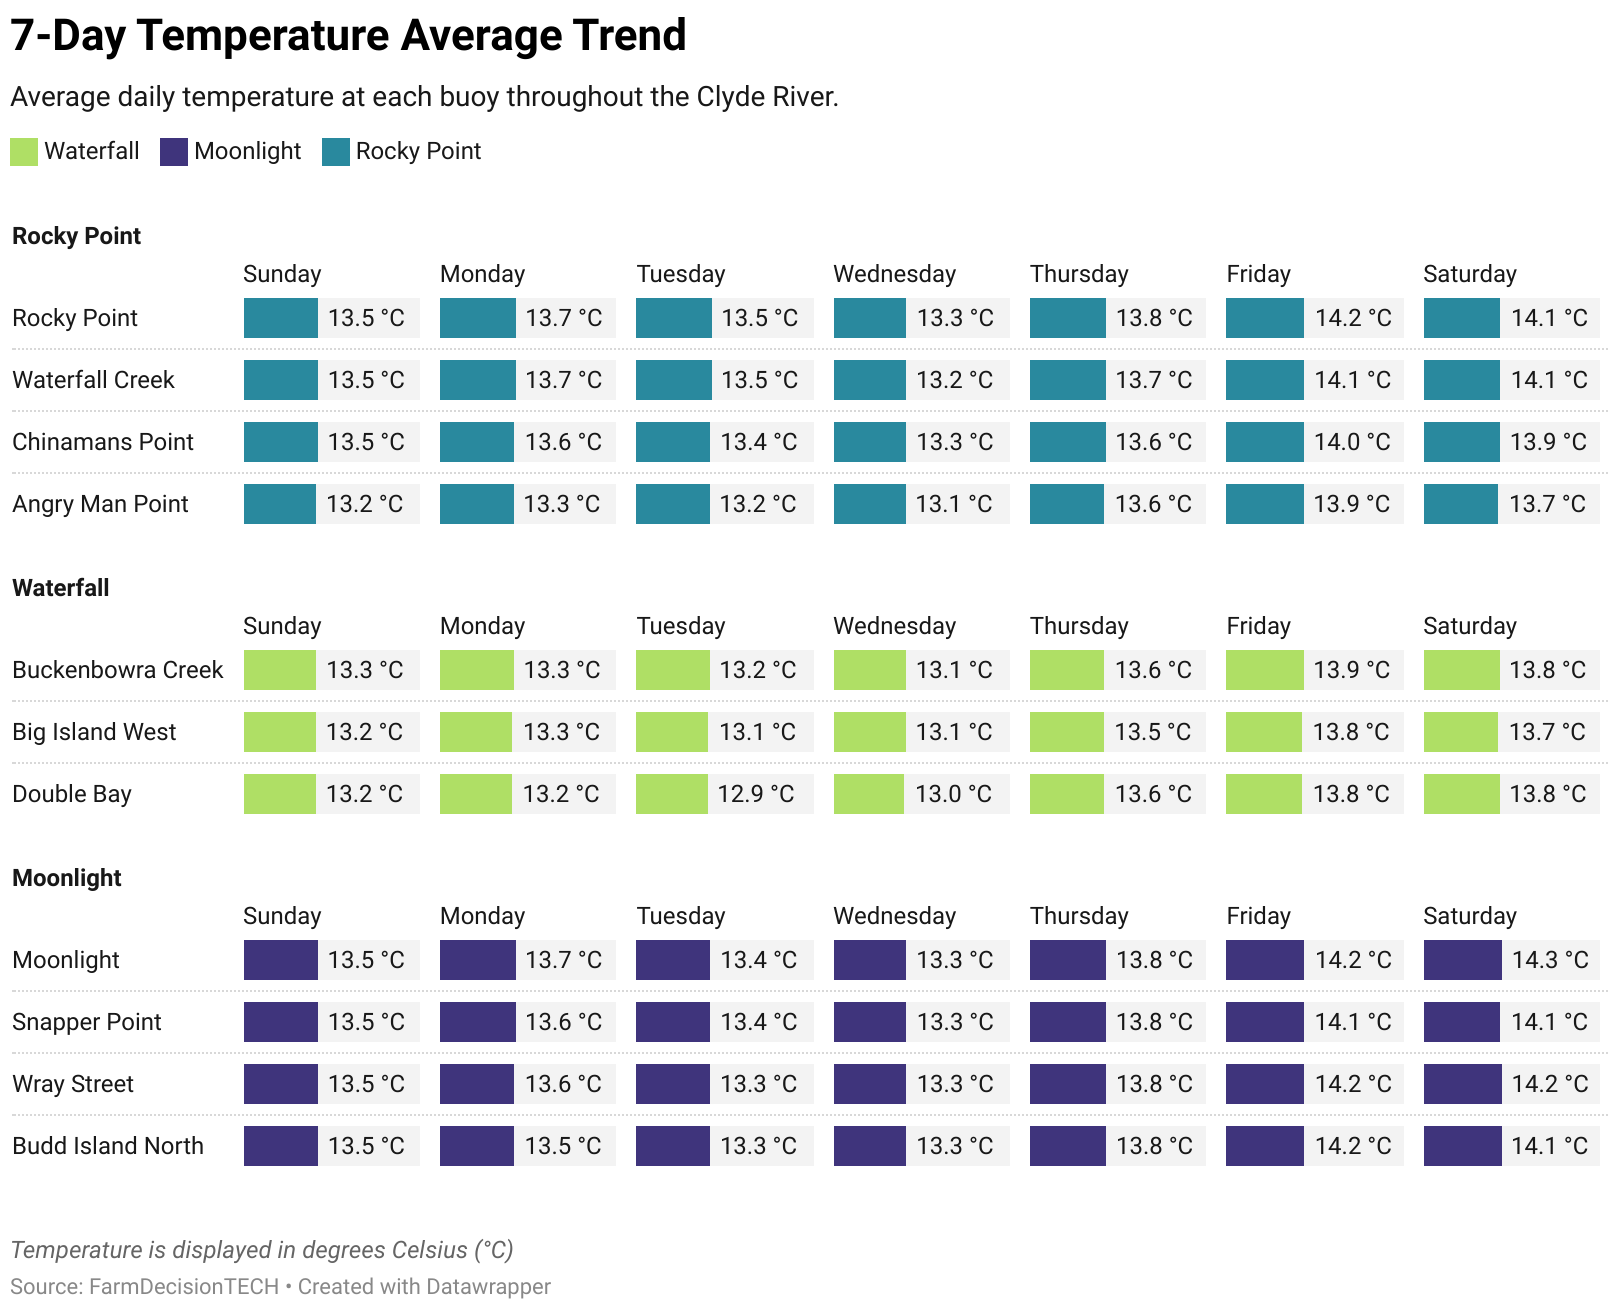 7-Day Temperature Average Trend
Average daily temperature at each buoy throughout the Clyde River.
Waterfall Moonlight Rocky Point
Rocky Point
Sunday Monday Tuesday Wednesday Thursday Friday Saturday
Rocky Point 13.5 °C 13.7 °C 13.5 °C 13.3 °C 13.8 °C 14.2 °C 14.1 °C
Waterfall Creek 13.5 °C 13.7 °C 13.5 °C 13.2 °C 13.7 °C 14.1 °C 14.1 °C
Chinamans Point 13.5 °C 13.6 °C 13.4 °C 13.3 °C 13.6 °C 14.0 °C 13.9 °C
Angry Man Point 13.2 °C 13.3 °C 13.2 °C 13.1 °C 13.6 °C 13.9 °C 13.7 °C
Waterfall
Sunday Monday Tuesday Wednesday Thursday Friday Saturday
Buckenbowra Creek 13.3 °C 13.3 °C 13.2 °C 13.1 °C 13.6 °C 13.9 °C 13.8 °C
Big Island West 13.2 °C 13.3 °C 13.1 °C 13.1 °C 13.5 °C 13.8 °C 13.7 °C
Double Bay 13.2 °C 13.2 °C 12.9 °C 13.0 °C 13.6 °C 13.8 °C 13.8 °C
Moonlight
Sunday Monday Tuesday Wednesday Thursday Friday Saturday
Moonlight 13.5 °C 13.7 °C 13.4 °C 13.3 °C 13.8 °C 14.2 °C 14.3 °C
Snapper Point 13.5 °C 13.6 °C 13.4 °C 13.3 °C 13.8 °C 14.1 °C 14.1 °C
Wray Street 13.5 °C 13.6 °C 13.3 °C 13.3 °C 13.8 °C 14.2 °C 14.2 °C
Budd Island North 13.5 °C 13.5 °C 13.3 °C 13.3 °C 13.8 °C 14.2 °C 14.1 °C
Temperature is displayed in degrees Celsius (°C)
Source: FarmDecisionTECH • Created with Datawrapper